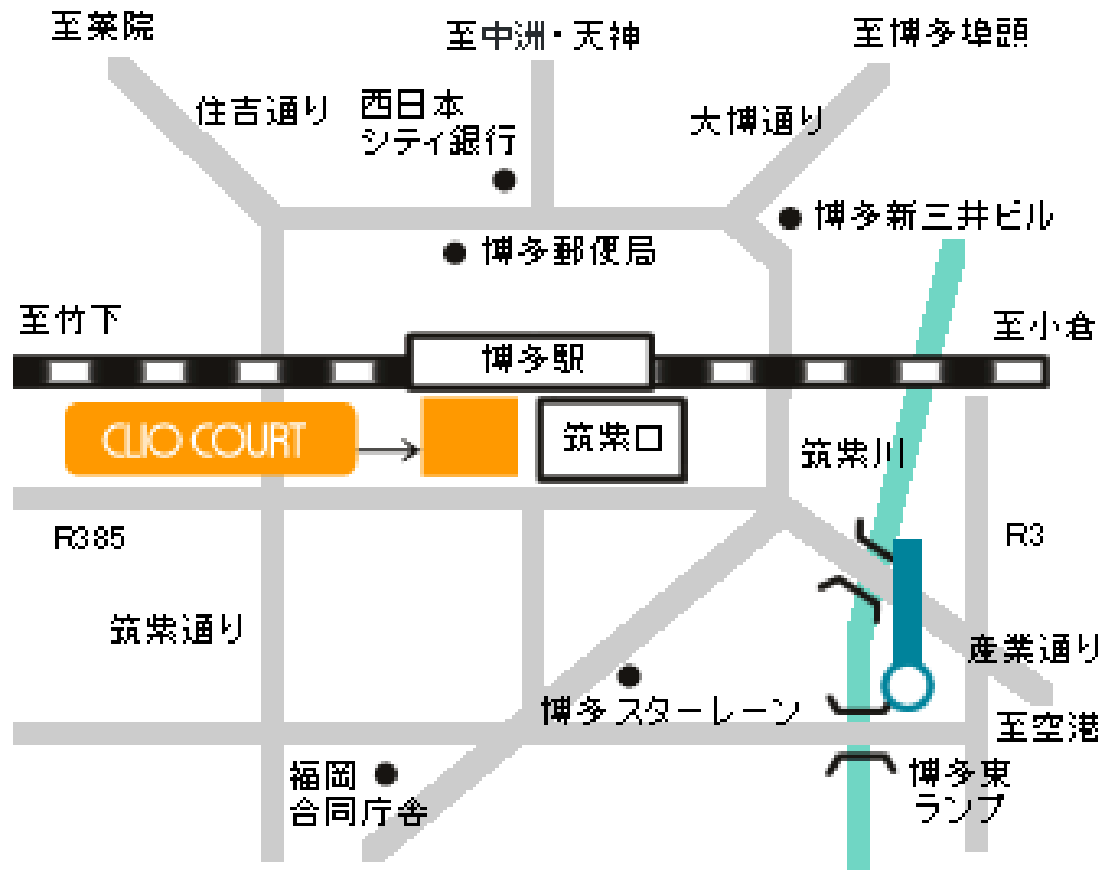 至薬院
至中洲・天神
至博多埠頭
住吉通り
西日本
シティ銀行
大博通り
博多新三井ビル
博多郵便局
至竹下
至小倉
博多駅
CLIO COURT
筑紫口
筑紫川
R385
R3
筑紫通り
産業通り
博多スターレーン
至空港
福岡
合同庁舎
博多東
ランプ